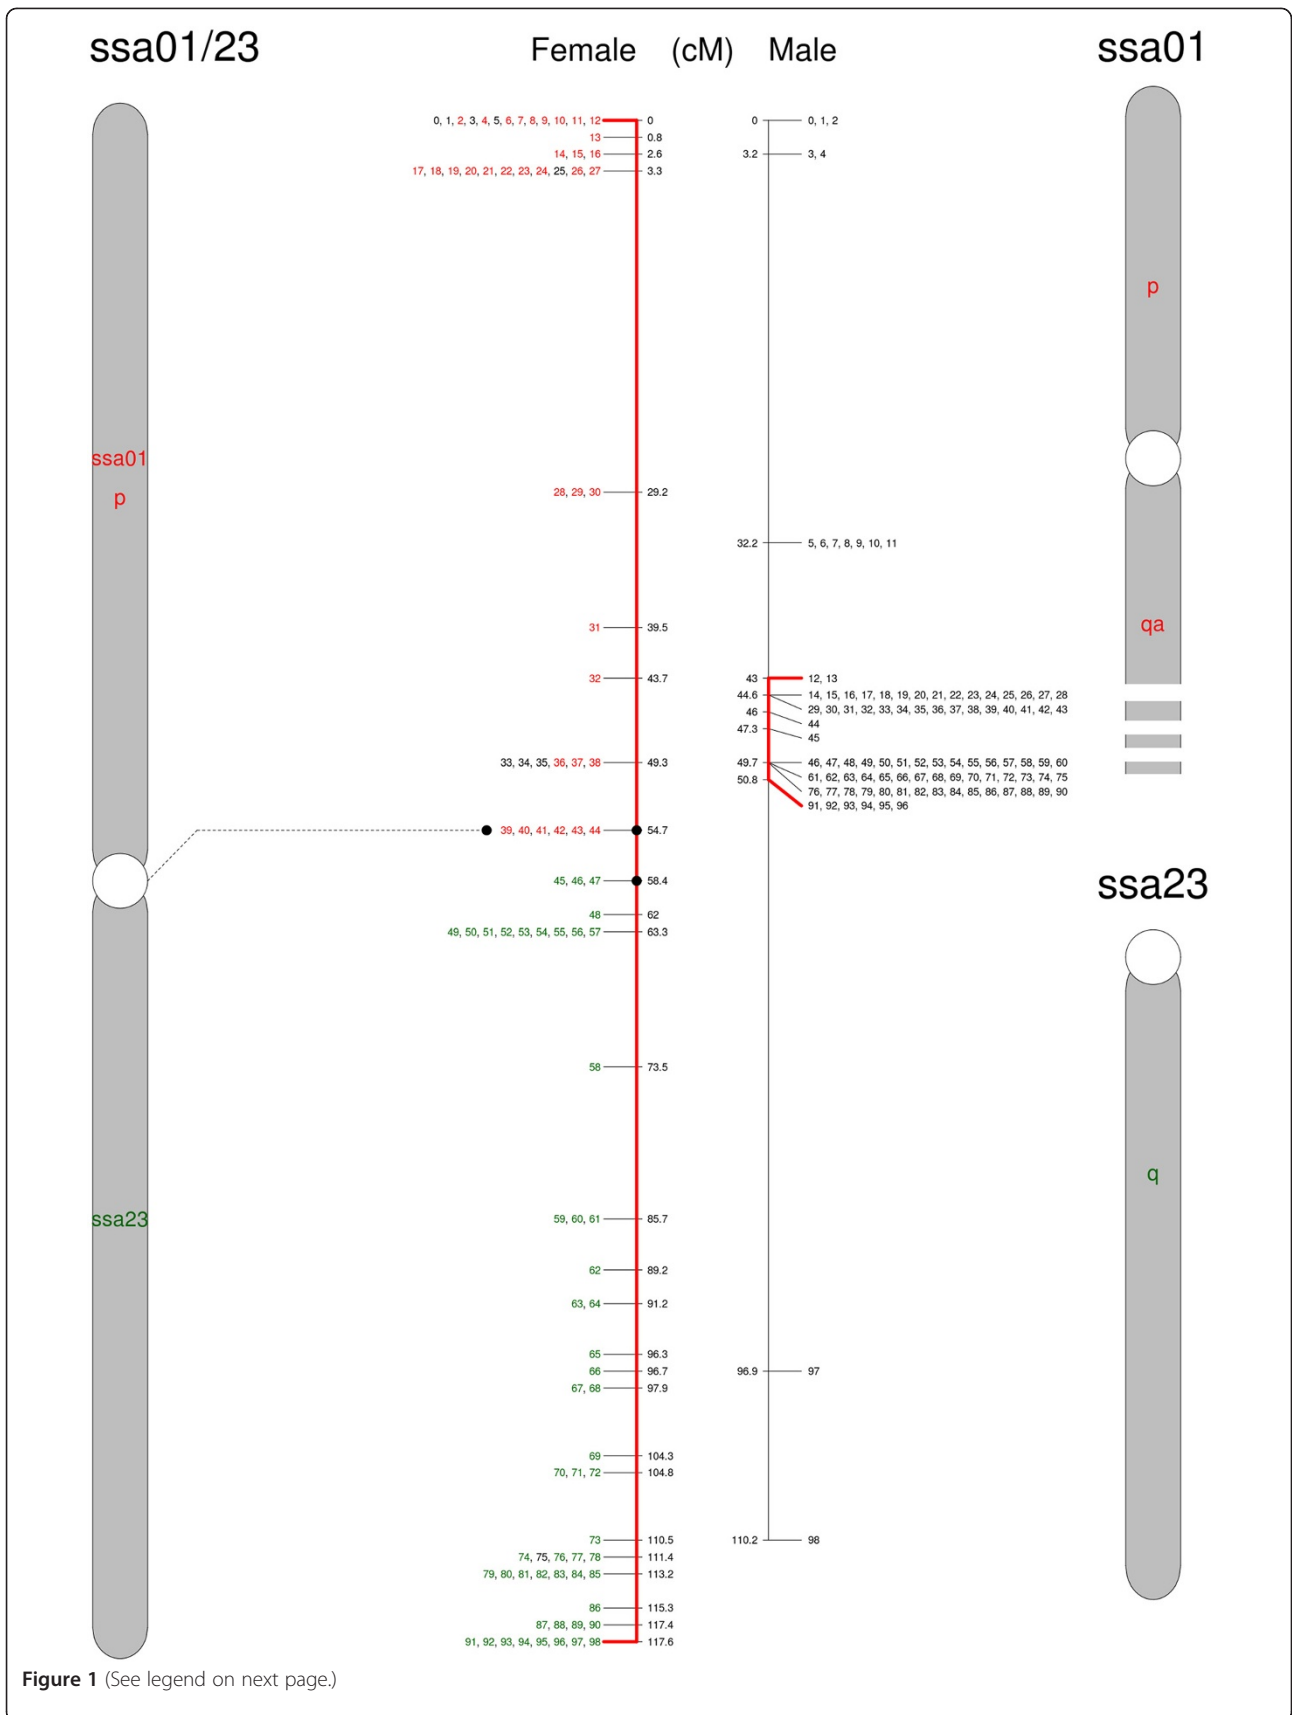 ssa01/23
Female (cM) Male
ssa01
0, 1, 2, 3, 4, 5, 6, 7, 8, 9, 10, 11, 12 0
13 0.8
14, 15, 16 2.6
17, 18, 19, 20, 21, 22, 23, 24, 25, 26, 27 3.3
28, 29, 30 29.2
31 39.5
32 43.7
33, 34, 35, 36, 37, 38 49.3
39, 40, 41, 42, 43, 44 54.7
45, 46, 47 58.4
48 62
49, 50, 51, 52, 53, 54, 55, 56, 57 63.3
58 73.5
59, 60, 61 85.7
62 89.2
63, 64 91.2
65 96.3
66 96.7
67, 68 97.9
69 104.3
70, 71, 72 104.8
73 110.5
74, 75, 76, 77, 78 111.4
79, 80, 81, 82, 83, 84, 85 113.2
86 115.3
87, 88, 89, 90 117.4
91, 92, 93, 94, 95, 96, 97, 98 117.6
0 0, 1, 2
3.2 3, 4
32.2 5, 6, 7, 8, 9, 10, 11
43 12, 13
44.6 14, 15, 16, 17, 18, 19, 20, 21, 22, 23, 24, 25, 26, 27, 28
29, 30, 31, 32, 33, 34, 35, 36, 37, 38, 39, 40, 41, 42, 43
46 44
47.3 45
49.7 46, 47, 48, 49, 50, 51, 52, 53, 54, 55, 56, 57, 58, 59, 60
61, 62, 63, 64, 65, 66, 67, 68, 69, 70, 71, 72, 73, 74, 75
76, 77, 78, 79, 80, 81, 82, 83, 84, 85, 86, 87, 88, 89, 90
50.8 91, 92, 93, 94, 95, 96
96.9 97
110.2 98
ssa01
p
ssa23
p
qa
ssa23
q
Figure 1 (See legend on next page.)